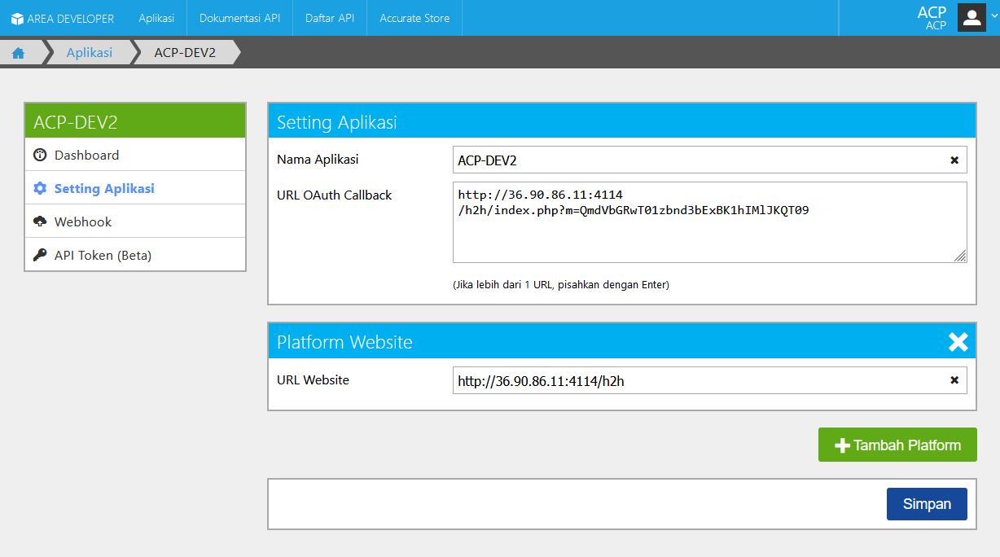 AREA DEVELOPER
Aplikasi
Dokumentasi API
Daftar API
Accurate Store
ACP
ACP
Aplikasi
ACP-DEV2
ACP-DEV2
Dashboard
Setting Aplikasi
Webhook
API Token (Beta)
Setting Aplikasi
Nama Aplikasi
ACP-DEV2
URL OAuth Callback
http://36.90.86.11:4114
/h2h/index.php?m=QmdVbGRwT01zbnd3bExBK1hIMlJKQT09
(Jika lebih dari 1 URL, pisahkan dengan Enter)
Platform Website
URL Website
http://36.90.86.11:4114/h2h
Tambah Platform
Simpan